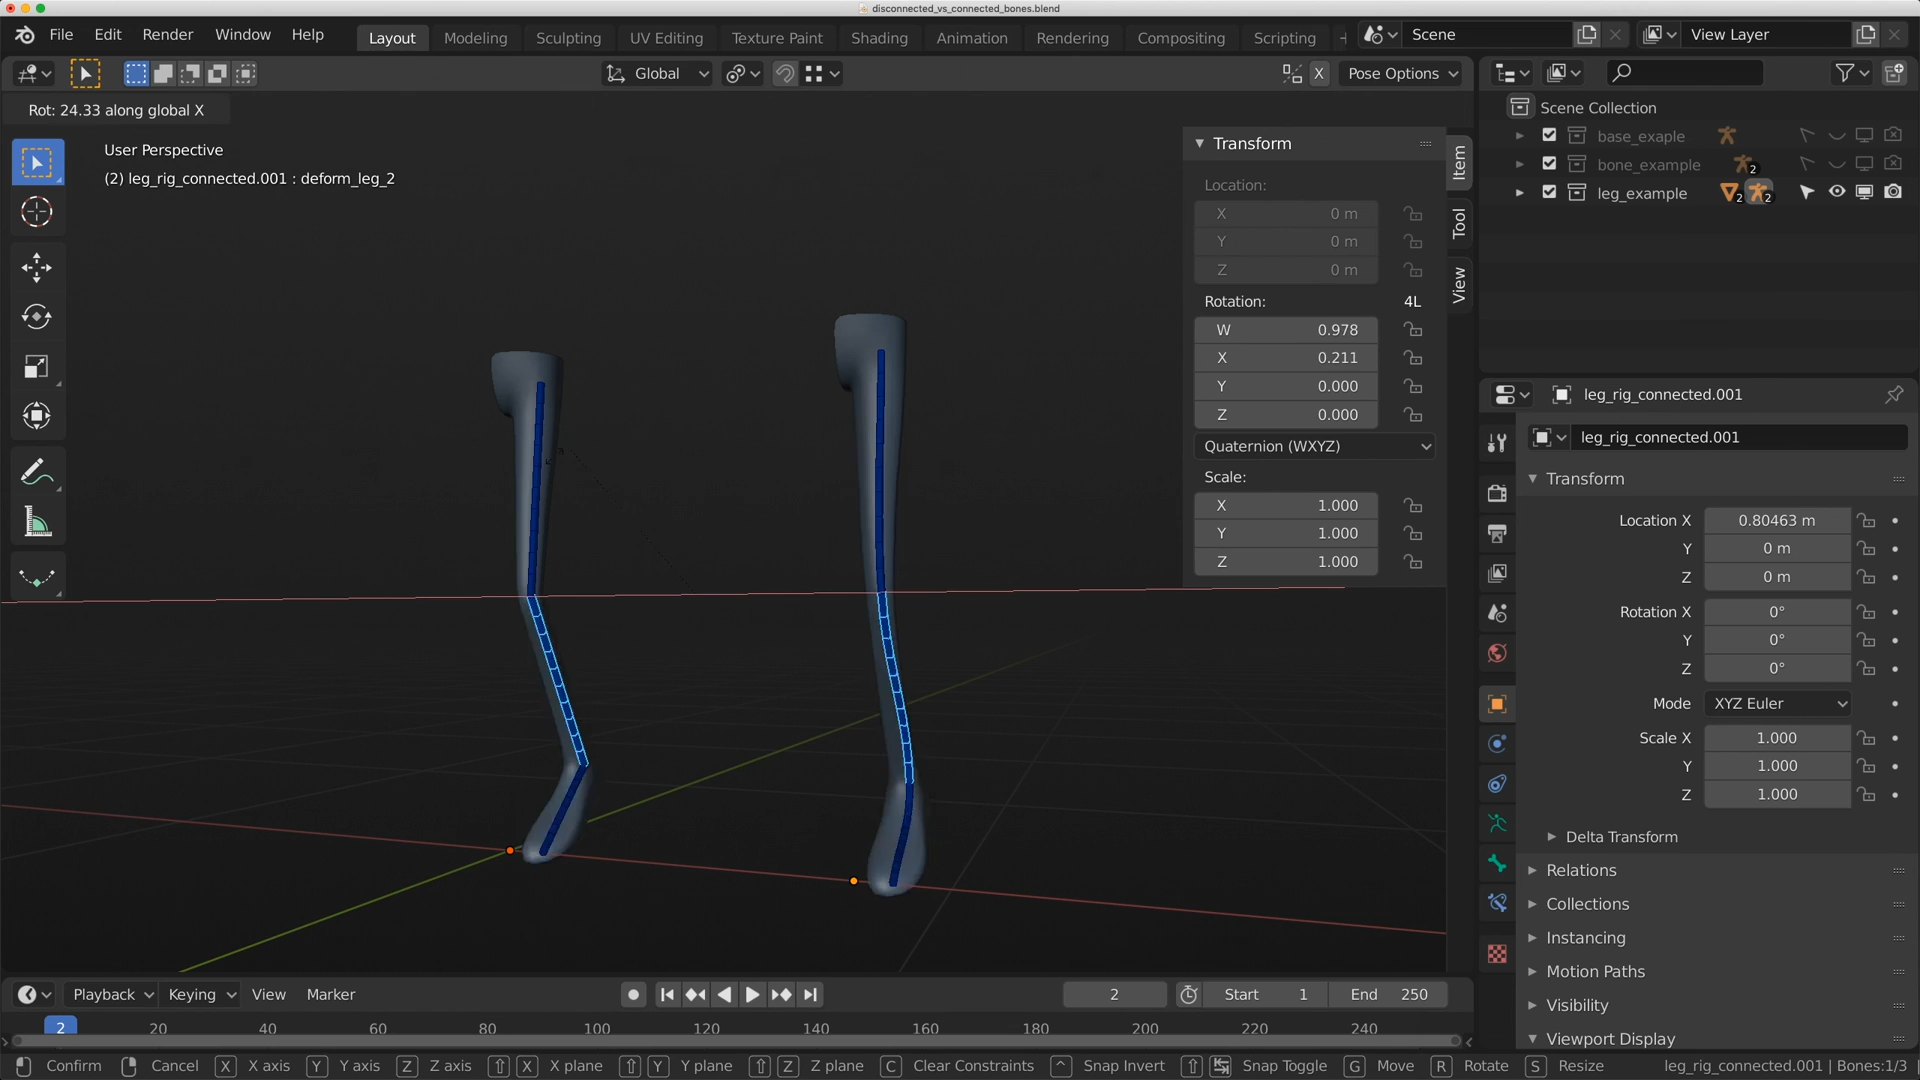 disconnected_vs_connected_bones.blend
File Edit Render Window Help Layout Modeling Sculpting UV Editing Texture Paint Shading Animation Rendering Compositing Scripting Scene View Layer
Global X Pose Options
Rot: 24.33 along global X
User Perspective
(2) leg_rig_connected.001 : deform_leg_2
Transform
Location:
X 0 m
Y 0 m
Z 0 m
Rotation: 4L
W 0.978
X 0.211
Y 0.000
Z 0.000
Quaternion (WXYZ)
Scale:
X 1.000
Y 1.000
Z 1.000
Item
Tool
View
Scene Collection
base_exaple
bone_example 2
leg_example 2 2
leg_rig_connected.001
leg_rig_connected.001
Transform
Location X 0.80463 m
Y 0 m
Z 0 m
Rotation X 0°
Y 0°
Z 0°
Mode XYZ Euler
Scale X 1.000
Y 1.000
Z 1.000
Delta Transform
Relations
Collections
Instancing
Motion Paths
Visibility
Viewport Display
Playback Keying View Marker 2 Start 1 End 250
2 20 40 60 80 100 120 140 160 180 200 220 240
Confirm Cancel X X axis Y Y axis Z Z axis X X plane Y Y plane Z Z plane C Clear Constraints Snap Invert Snap Toggle G Move R Rotate S Resize leg_rig_connected.001 | Bones:1/3